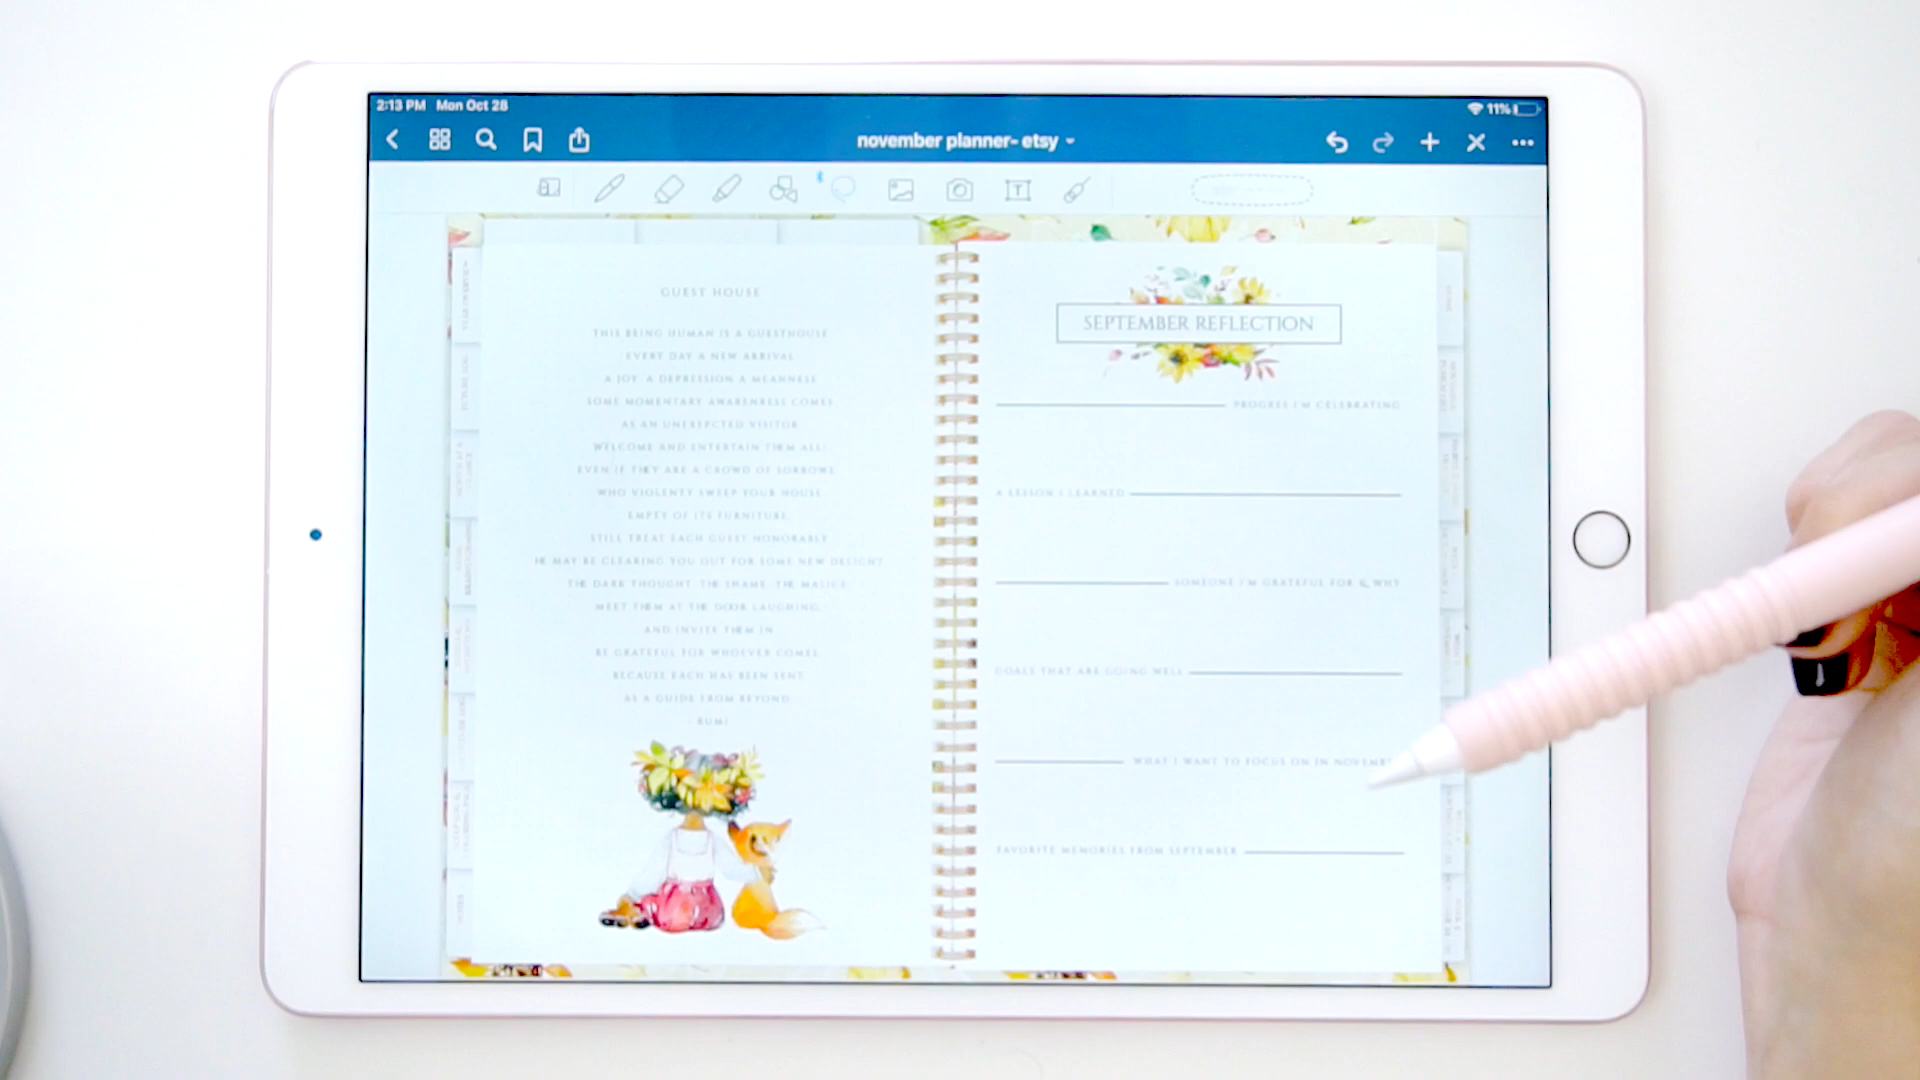 2:13 PM Mon Oct 28
11%
november planner- etsy
GUEST HOUSE
THIS BEING HUMAN IS A GUESTHOUSE
EVERY DAY A NEW ARRIVAL
A JOY, A DEPRESSION A MEANNESS
SOME MOMENTARY AWARENESS COMES
AS AN UNEXPECTED VISITOR
WELCOME AND ENTERTAIN THEM ALL!
EVEN IF THEY ARE A CROWD OF SORROWS
WHO VIOLENTY SWEEP YOUR HOUSE
EMPTY OF ITS FURNITURE,
STILL TREAT EACH GUEST HONORABLY
HE MAY BE CLEARING YOU OUT FOR SOME NEW DELIGHT
THE DARK THOUGHT, THE SHAME, THE MALICE,
MEET THEM AT THE DOOR LAUGHING,
AND INVITE THEM IN
BE GRATEFUL FOR WHOEVER COMES,
BECAUSE EACH HAS BEEN SENT
AS A GUIDE FROM BEYOND
- RUMI
SEPTEMBER REFLECTION
PROGRES I'M CELEBRATING
A LESSON I LEARNED
SOMEONE I'M GRATEFUL FOR & WHY
GOALS THAT ARE GOING WELL
WHAT I WANT TO FOCUS ON IN NOVEMB
FAVORITE MEMORIES FROM SEPTEMBER
NOTES